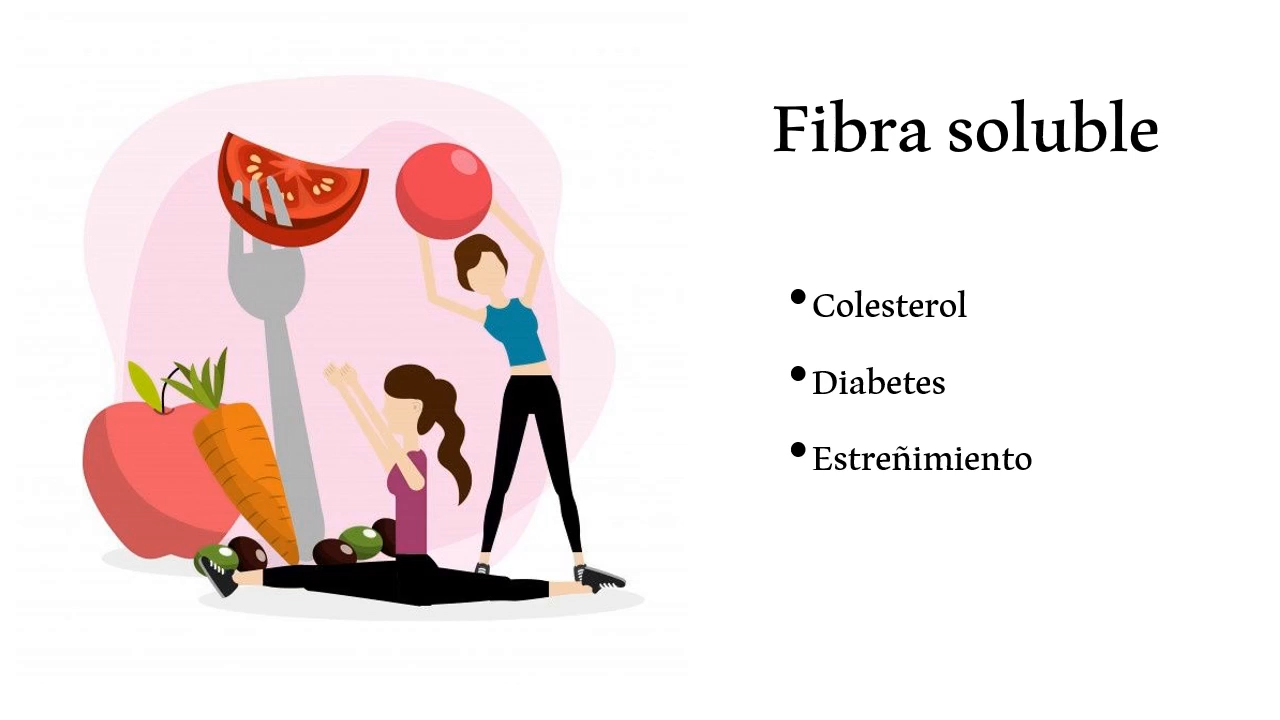 Fibra soluble
•Colesterol
•Diabetes
•Estreñimiento